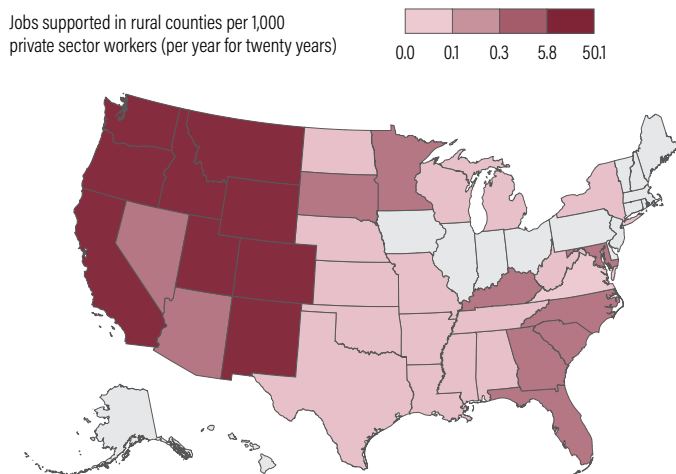 Jobs supported in rural counties per 1,000
private sector workers (per year for twenty years)
0.0 0.1 0.3 5.8 50.1